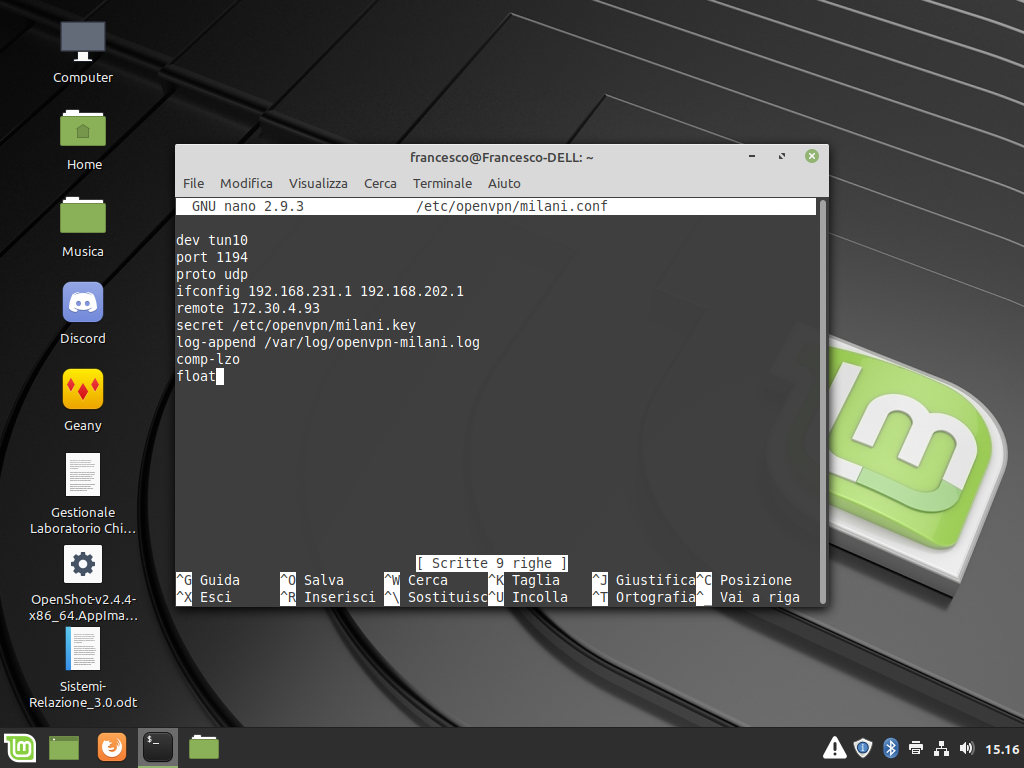 Computer
Home
Musica
Discord
Geany
Gestionale
Laboratorio Chi...
OpenShot-v2.4.4-
x86_64.AppIma...
Sistemi-
Relazione_3.0.odt
francesco@Francesco-DELL: ~
File Modifica Visualizza Cerca Terminale Aiuto
GNU nano 2.9.3 /etc/openvpn/milani.conf
dev tun10
port 1194
proto udp
ifconfig 192.168.231.1 192.168.202.1
remote 172.30.4.93
secret /etc/openvpn/milani.key
log-append /var/log/openvpn-milani.log
comp-lzo
float
[ Scritte 9 righe ]
^G Guida ^O Salva ^W Cerca ^K Taglia ^J Giustifica ^C Posizione
^X Esci ^R Inserisci ^\ Sostituisc ^U Incolla ^T Ortografia ^_ Vai a riga
15.16